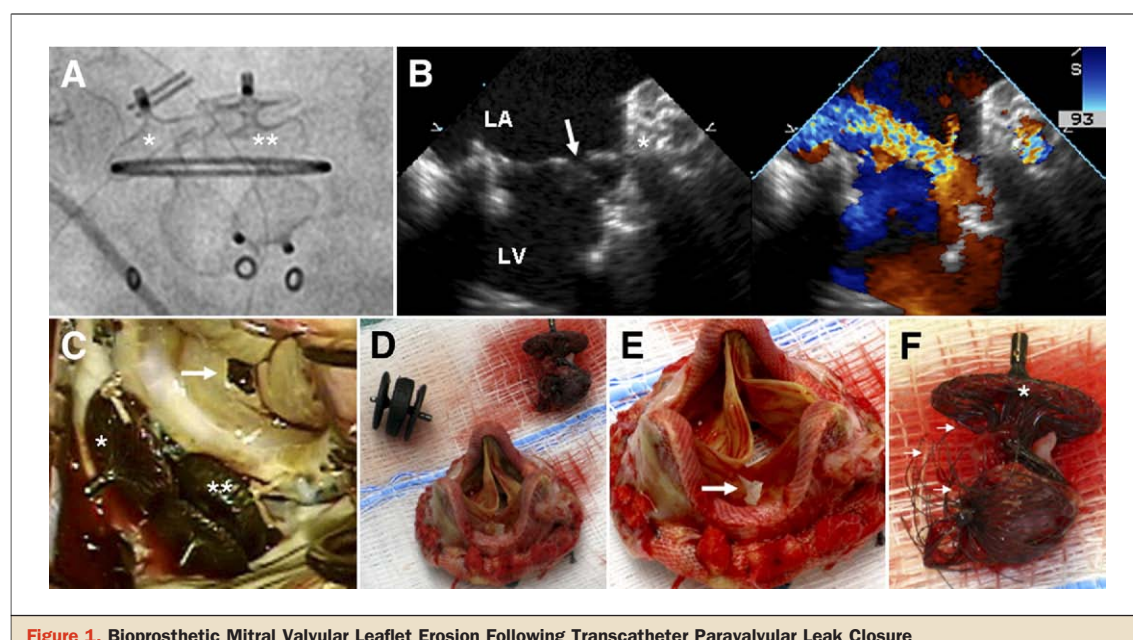 A
*
**
B
LA
*
LV
S
93
C
*
**
D
E
F
*
Figure 1. Bioprosthetic Mitral Valvular Leaflet Erosion Following Transcatheter Paravalvular Leak Closure